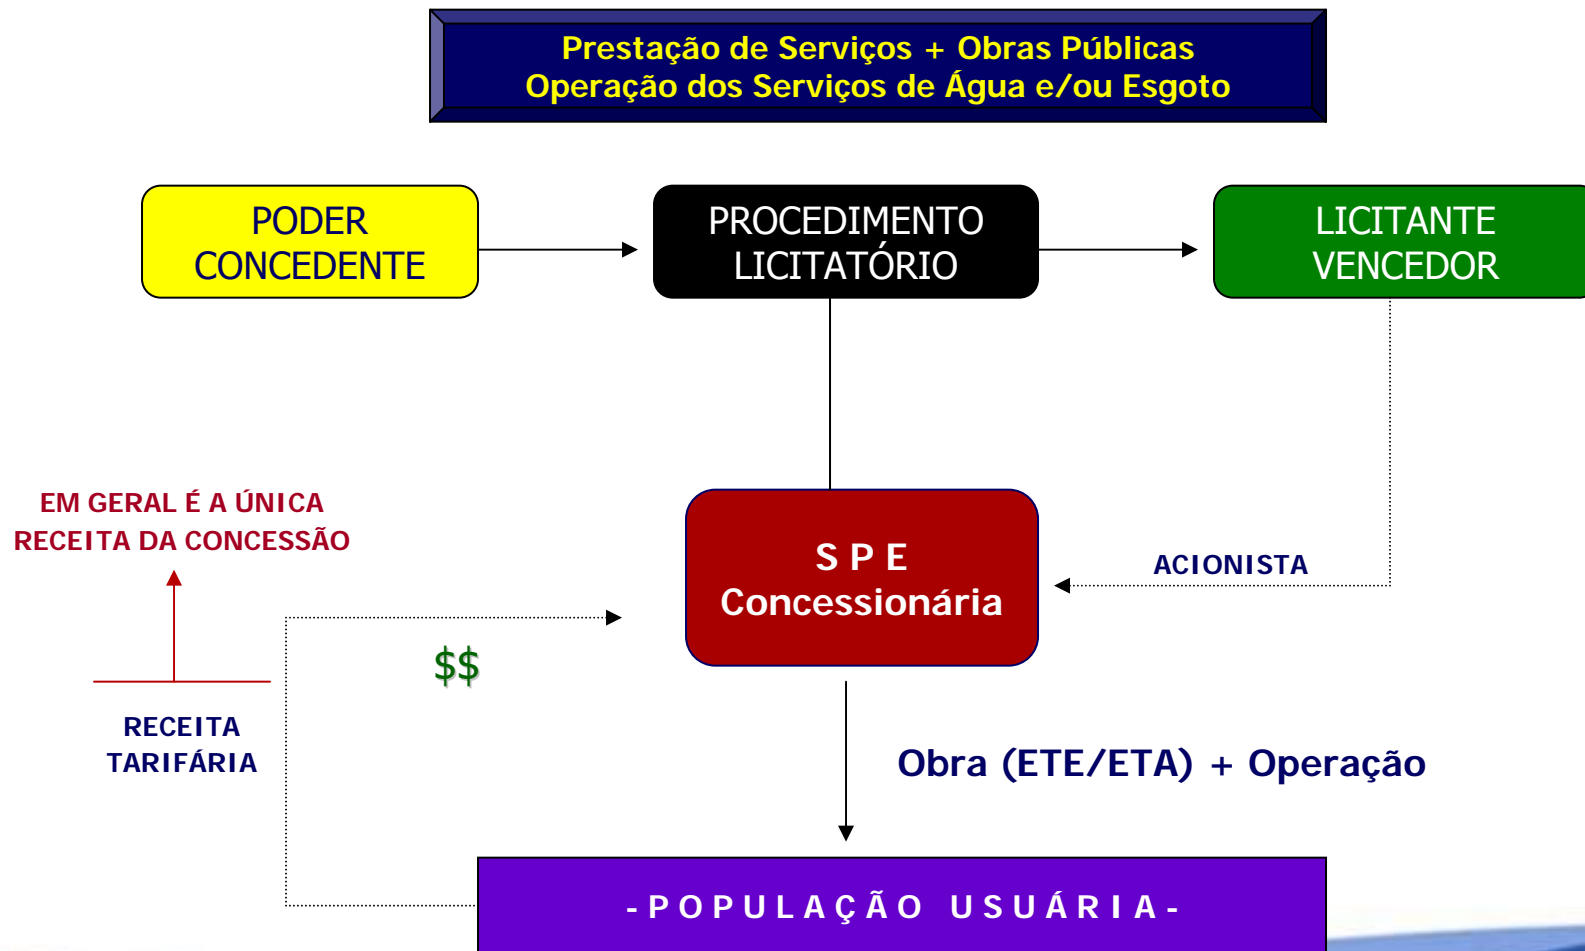 Prestação de Serviços + Obras Públicas
Operação dos Serviços de Água e/ou Esgoto
PODER
CONCEDENTE
PROCEDIMENTO
LICITATÓRIO
LICITANTE
VENCEDOR
EM GERAL É A ÚNICA
RECEITA DA CONCESSÃO
S P E
Concessionária
ACIONISTA
$$
RECEITA
TARIFÁRIA
Obra (ETE/ETA) + Operação
- P O P U L A Ç Ã O U S U Á R I A -